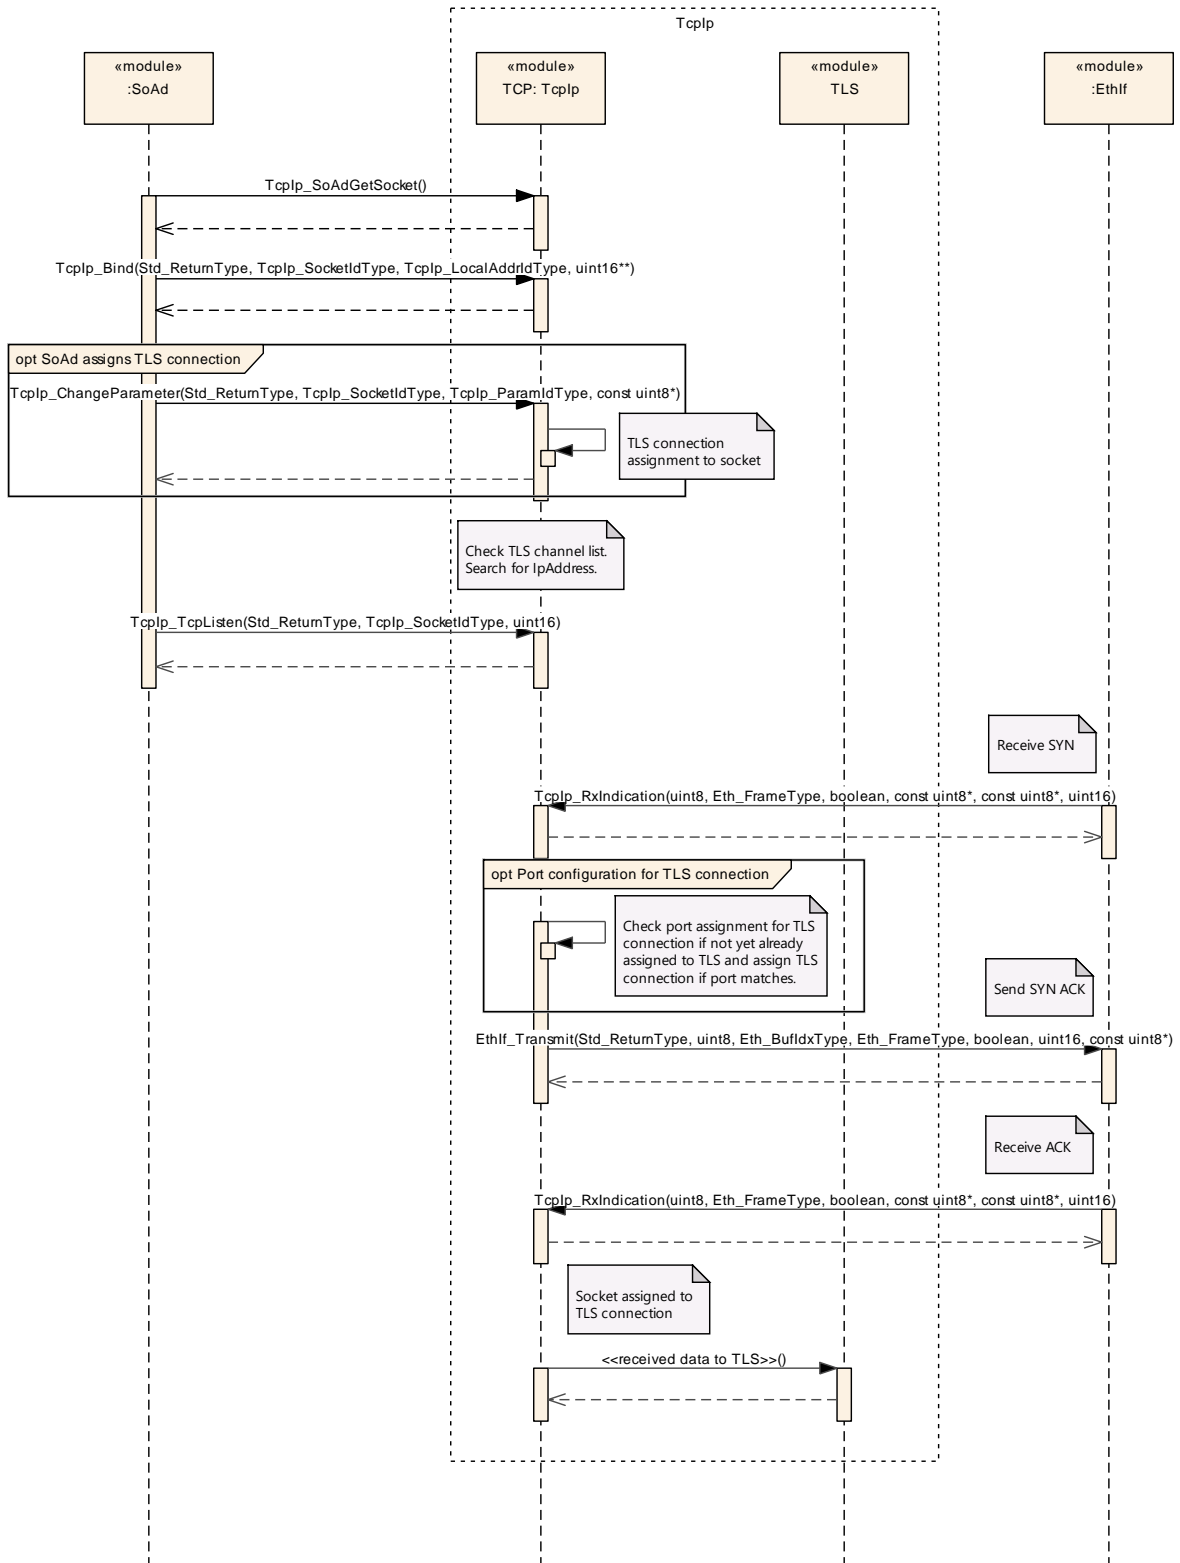 TcpIp
«module»
:SoAd
«module»
TCP: TcpIp
«module»
TLS
«module»
:EthIf
TcpIp_SoAdGetSocket()
TcpIp_Bind(Std_ReturnType, TcpIp_SocketIdType, TcpIp_LocalAddrIdType, uint16**)
opt SoAd assigns TLS connection
TcpIp_ChangeParameter(Std_ReturnType, TcpIp_SocketIdType, TcpIp_ParamIdType, const uint8*)
TLS connection
assignment to socket
Check TLS channel list.
Search for IpAddress.
TcpIp_TcpListen(Std_ReturnType, TcpIp_SocketIdType, uint16)
Receive SYN
TcpIp_RxIndication(uint8, Eth_FrameType, boolean, const uint8*, const uint8*, uint16)
opt Port configuration for TLS connection
Check port assignment for TLS
connection if not yet already
assigned to TLS and assign TLS
connection if port matches.
Send SYN ACK
EthIf_Transmit(Std_ReturnType, uint8, Eth_BufIdxType, Eth_FrameType, boolean, uint16, const uint8*)
Receive ACK
TcpIp_RxIndication(uint8, Eth_FrameType, boolean, const uint8*, const uint8*, uint16)
Socket assigned to
TLS connection
<<received data to TLS>>()